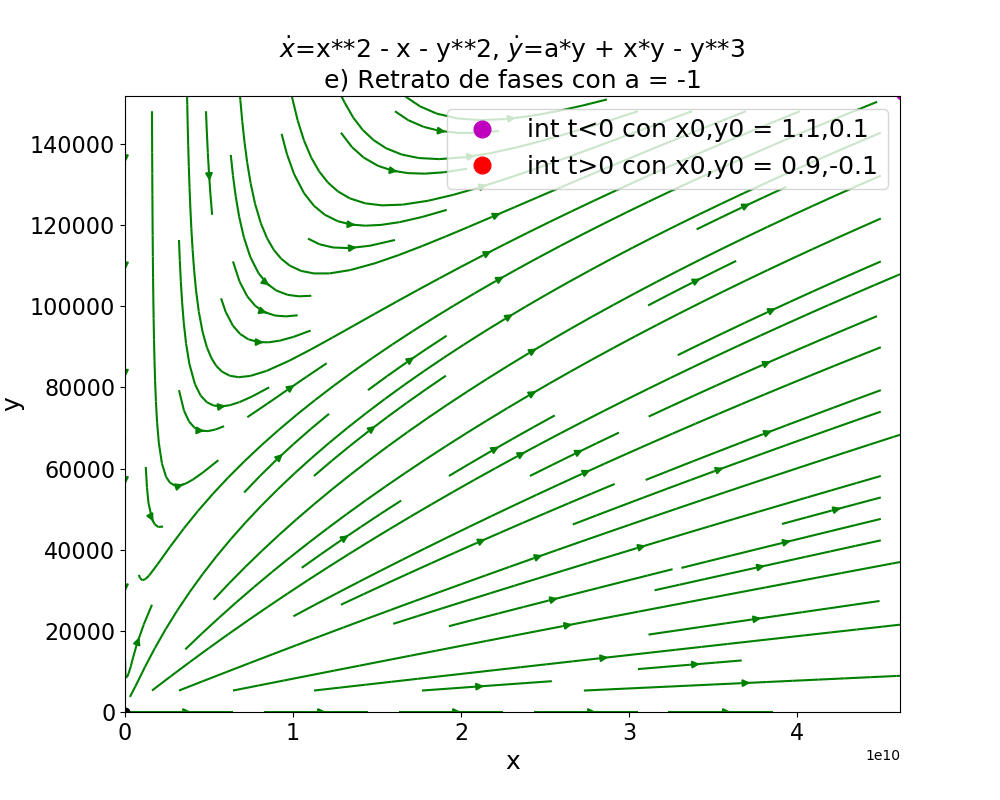 ẋ=x**2 - x - y**2, ẏ=a*y + x*y - y**3
e) Retrato de fases con a = -1
int t<0 con x0,y0 = 1.1,0.1
int t>0 con x0,y0 = 0.9,-0.1
140000
120000
100000
80000
60000
40000
20000
0
y
0 1 2 3 4
1e10
x